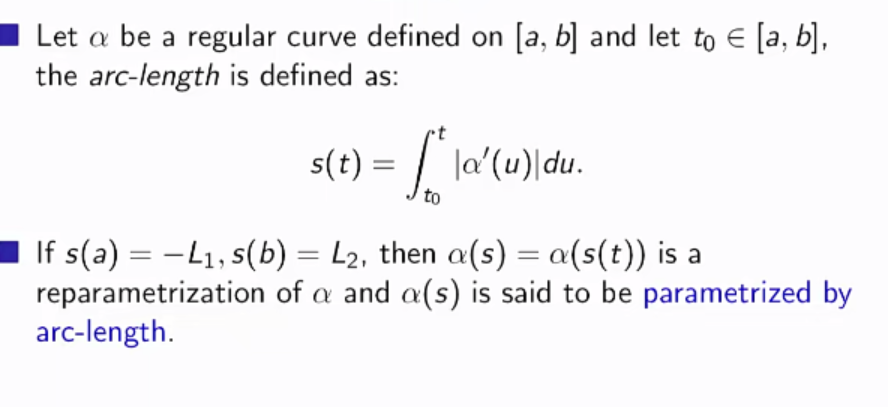 Let α be a regular curve defined on [a, b] and let t₀ ∈ [a, b],
the arc-length is defined as:
s(t) = ∫_{t₀}^{t} |α′(u)|du.
If s(a) = −L₁, s(b) = L₂, then α(s) = α(s(t)) is a
reparametrization of α and α(s) is said to be parametrized by
arc-length.